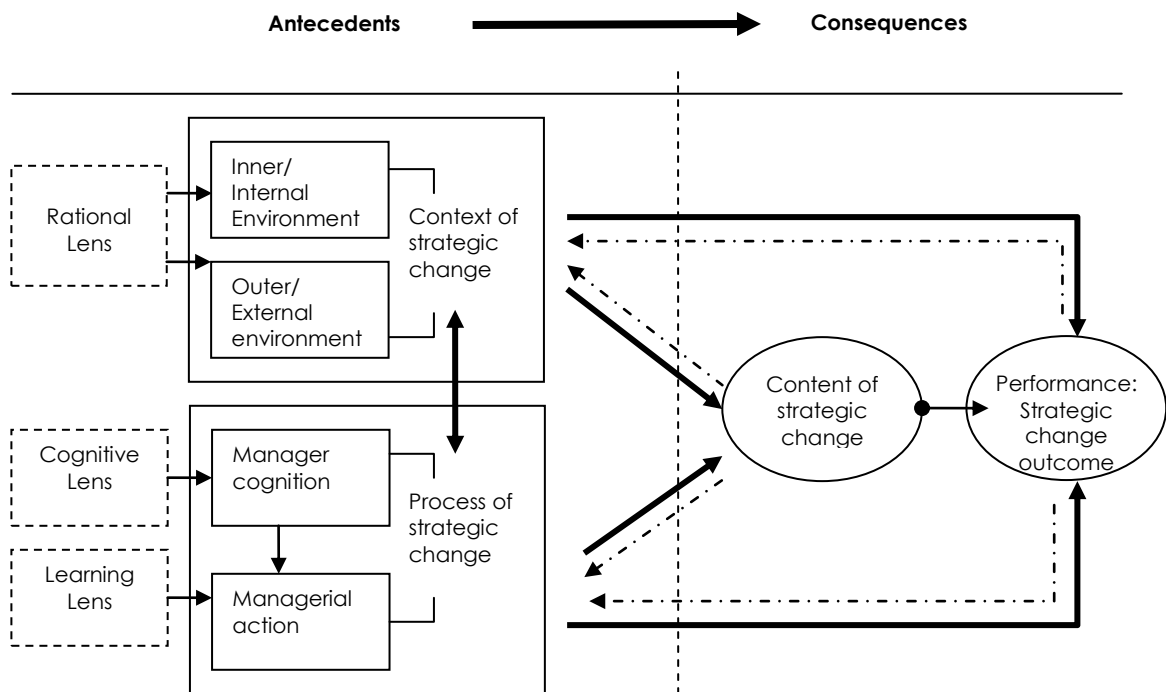 Antecedents
Consequences
Rational
Lens
Inner/
Internal
Environment
Outer/
External
environment
Context of
strategic
change
Cognitive
Lens
Learning
Lens
Manager
cognition
Managerial
action
Process of
strategic
change
Content of
strategic
change
Performance:
Strategic
change
outcome